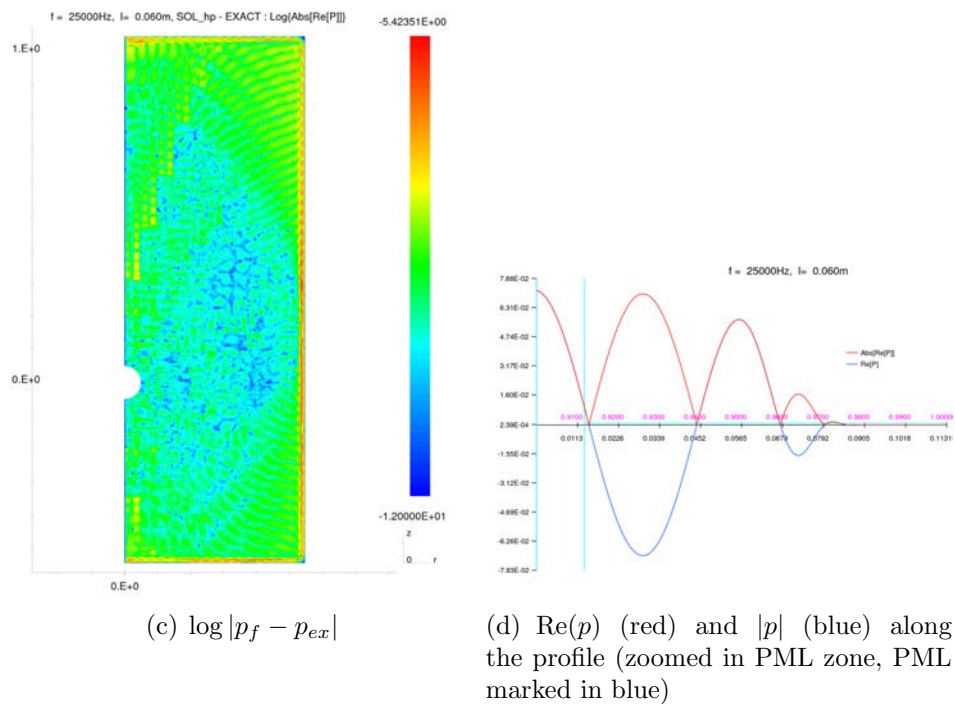 f = 25000Hz, l= 0.060m, SOL_hp - EXACT : Log{Abs[Re[P]]}
-5.42351E+00
1.E+0
0.E+0
-1.20000E+01
z
0 r
0.E+0
(c) log |p_f − p_{ex}|
f = 25000Hz, l= 0.060m
7.88E-02
6.31E-02
4.74E-02
3.17E-02
1.60E-02
2.39E-04
-1.55E-02
-3.12E-02
-4.69E-02
-6.26E-02
-7.83E-02
Abs[Re[P]]
Re[P]
0.9100 0.9200 0.9300 0.9500 0.9700 0.9800 0.9900
0.0113 0.0226 0.0339 0.0452 0.0565 0.0679 0.0792 0.0905 0.1018
(d) Re(p) (red) and |p| (blue) along
the profile (zoomed in PML zone, PML
marked in blue)